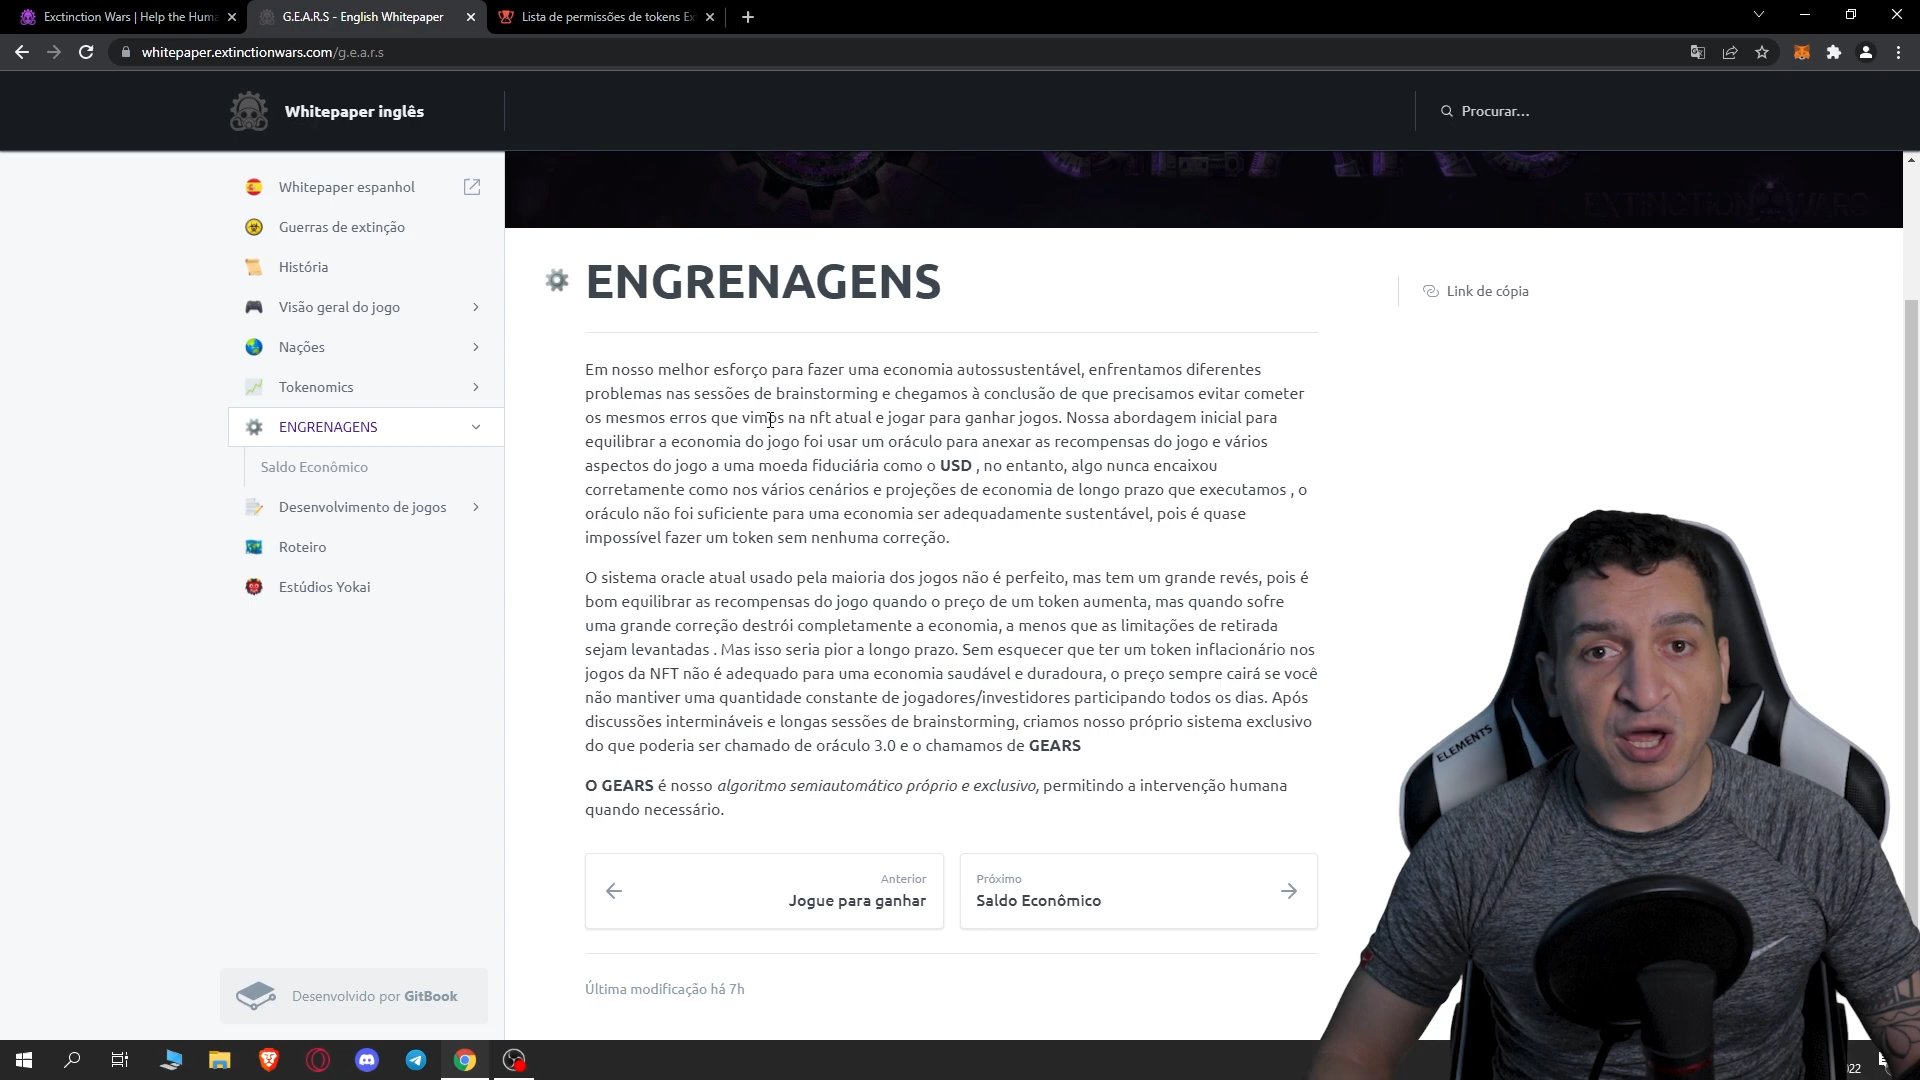 Exctinction Wars | Help the Huma
G.E.A.R.S - English Whitepaper
Lista de permissões de tokens Ex
whitepaper.extinctionwars.com/g.e.a.r.s
Whitepaper inglês
Procurar...
Whitepaper espanhol
Guerras de extinção
História
Visão geral do jogo
Nações
Tokenomics
ENGRENAGENS
Saldo Econômico
Desenvolvimento de jogos
Roteiro
Estúdios Yokai
Desenvolvido por GitBook
EXTINCTION WARS
ENGRENAGENS
Link de cópia
Em nosso melhor esforço para fazer uma economia autossustentável, enfrentamos diferentes
problemas nas sessões de brainstorming e chegamos à conclusão de que precisamos evitar cometer
os mesmos erros que vimos na nft atual e jogar para ganhar jogos. Nossa abordagem inicial para
equilibrar a economia do jogo foi usar um oráculo para anexar as recompensas do jogo e vários
aspectos do jogo a uma moeda fiduciária como o USD , no entanto, algo nunca encaixou
corretamente como nos vários cenários e projeções de economia de longo prazo que executamos , o
oráculo não foi suficiente para uma economia ser adequadamente sustentável, pois é quase
impossível fazer um token sem nenhuma correção.
O sistema oracle atual usado pela maioria dos jogos não é perfeito, mas tem um grande revés, pois é
bom equilibrar as recompensas do jogo quando o preço de um token aumenta, mas quando sofre
uma grande correção destrói completamente a economia, a menos que as limitações de retirada
sejam levantadas . Mas isso seria pior a longo prazo. Sem esquecer que ter um token inflacionário nos
jogos da NFT não é adequado para uma economia saudável e duradoura, o preço sempre cairá se você
não mantiver uma quantidade constante de jogadores/investidores participando todos os dias. Após
discussões intermináveis e longas sessões de brainstorming, criamos nosso próprio sistema exclusivo
do que poderia ser chamado de oráculo 3.0 e o chamamos de GEARS
O GEARS é nosso algoritmo semiautomático próprio e exclusivo, permitindo a intervenção humana
quando necessário.
Anterior
Jogue para ganhar
Próximo
Saldo Econômico
Última modificação há 7h
ELEMENTS
22